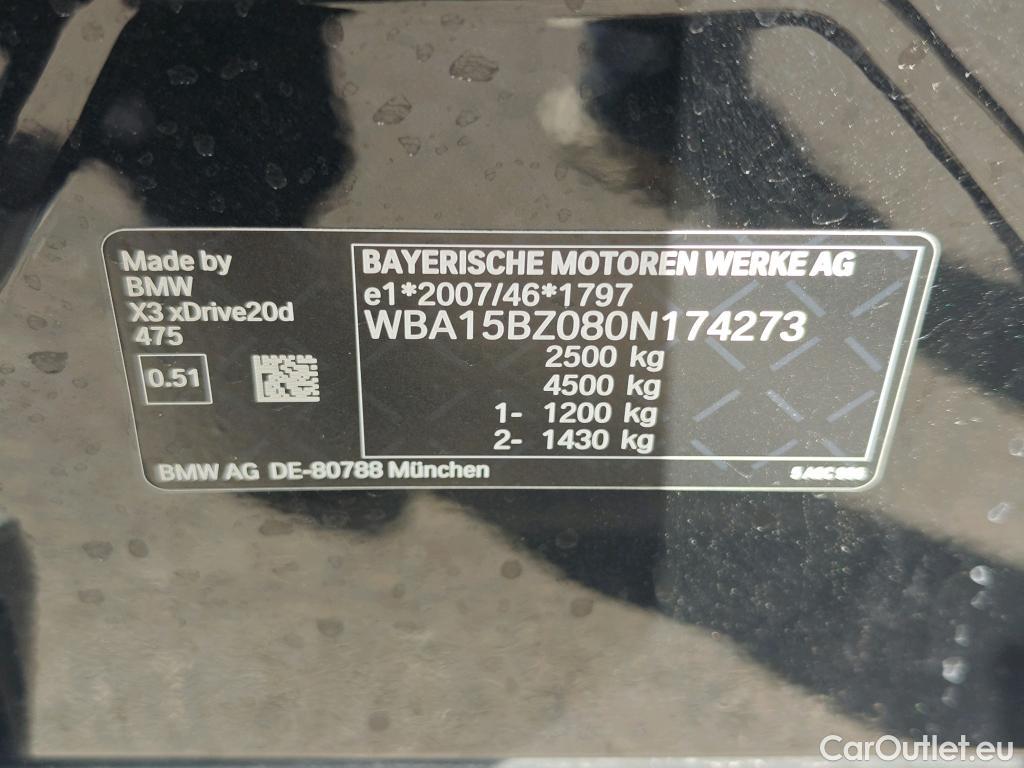 Made by
BMW
X3 xDrive20d
475
0.51
BAYERISCHE MOTOREN WERKE AG
e1*2007/46*1797
WBA15BZ080N174273
2500 kg
4500 kg
1- 1200 kg
2- 1430 kg
BMW AG DE-80788 München
CarOutlet.eu